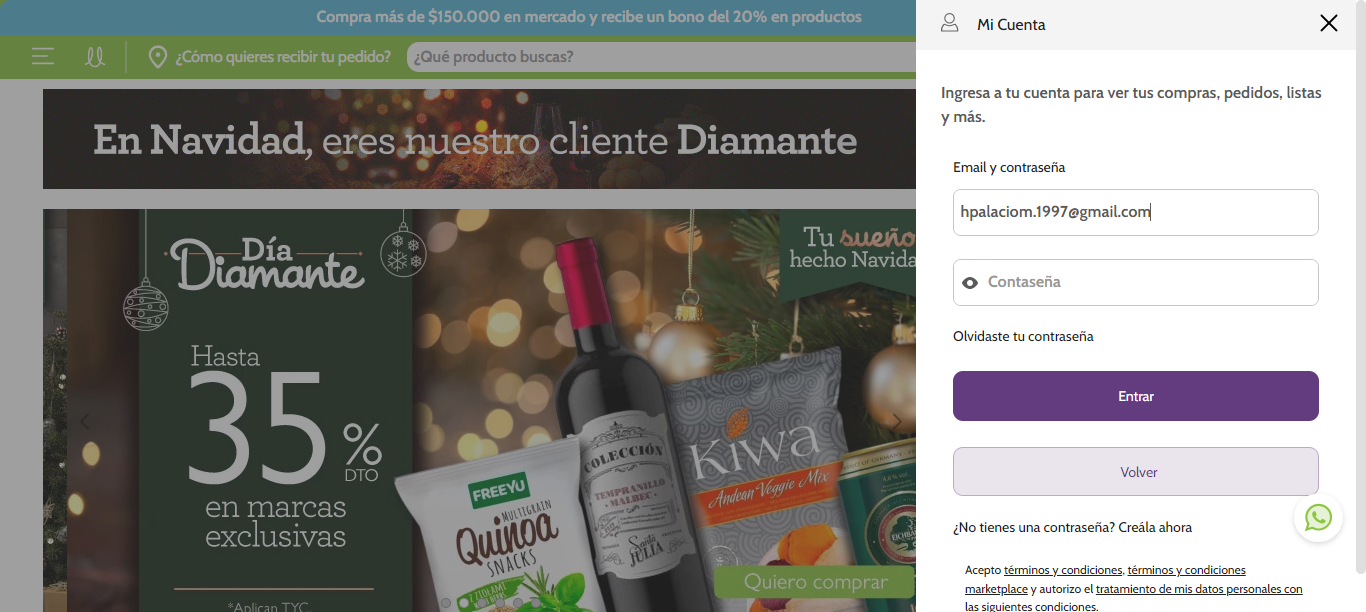 Compra más de $150.000 en mercado y recibe un bono del 20% en productos
¿Cómo quieres recibir tu pedido?
¿Qué producto buscas?
En Navidad, eres nuestro cliente Diamante
Día
Diamante
Hasta
35%
DTO
en marcas
exclusivas
*Aplican TYC
Tu sueño
hecho Navida
COLECCIÓN
TEMPRANILLO
MALBEC
Santa
JULIA
FREEYU
MULTIGRAIN
Quinoa
SNACKS
Kiwa
Andean Veggie Mix
Quiero comprar
Mi Cuenta
Ingresa a tu cuenta para ver tus compras, pedidos, listas
y más.
Email y contraseña
hpalaciom.1997@gmail.com
Contaseña
Olvidaste tu contraseña
Entrar
Volver
¿No tienes una contraseña? Creála ahora
Acepto términos y condiciones, términos y condiciones
marketplace y autorizo el tratamiento de mis datos personales con
las siguientes condiciones.